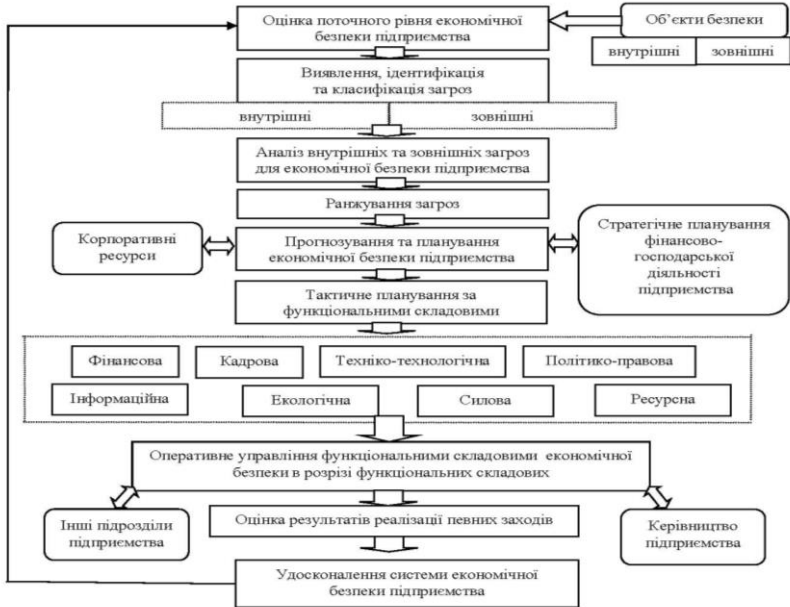 Оцінка поточного рівня економічної
безпеки підприємства
Об’єкти безпеки
внутрішні
зовнішні
Виявлення, ідентифікація
та класифікація загроз
внутрішні
зовнішні
Аналіз внутрішніх та зовнішніх загроз
для економічної безпеки підприємства
Ранжування загроз
Корпоративні
ресурси
Прогнозування та планування
економічної безпеки підприємства
Стратегічне планування
фінансово-
господарської
діяльності
підприємства
Тактичне планування за
функціональними складовими
Фінансова
Кадрова
Техніко-технологічна
Політико-правова
Інформаційна
Екологічна
Силова
Ресурсна
Оперативне управління функціональними складовими економічної
безпеки в розрізі функціональних складових
Інші підрозділи
підприємства
Оцінка результатів реалізації певних заходів
Керівництво
підприємства
Удосконалення системи економічної
безпеки підприємства